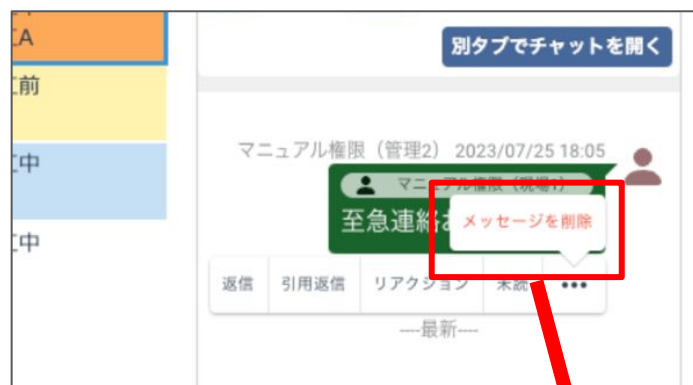 A
前
別タブでチャットを開く
中
マニュアル権限（管理2） 2023/07/25 18:05
マニュアル権限（現場1）
至急連絡
メッセージを削除
中
返信 引用返信 リアクション 未読 •••
----最新----